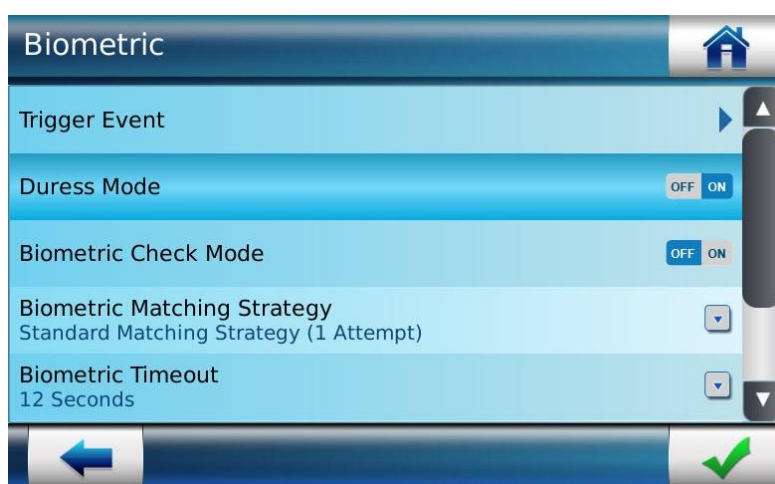 Biometric
Trigger Event
Duress Mode
OFF ON
Biometric Check Mode
OFF ON
Biometric Matching Strategy
Standard Matching Strategy (1 Attempt)
Biometric Timeout
12 Seconds